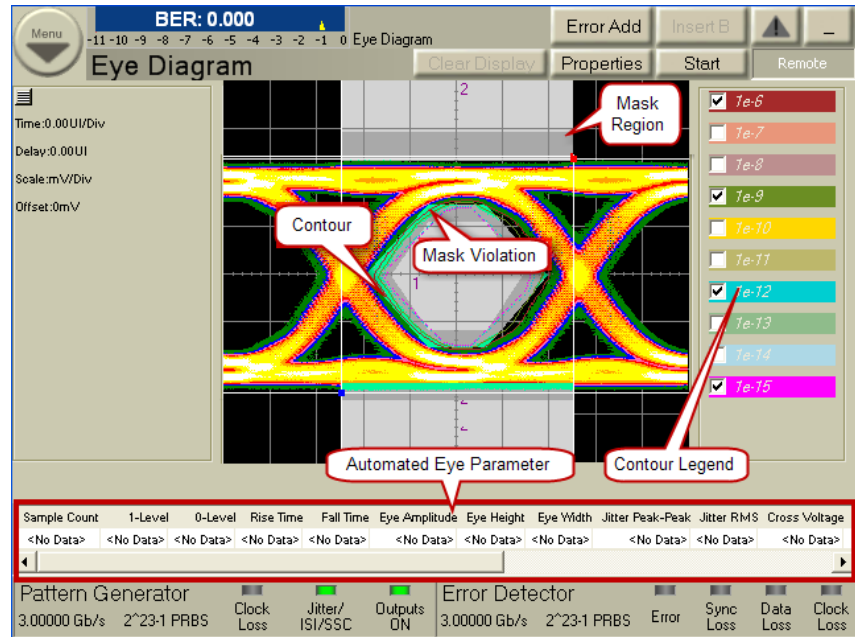 Menu
BER: 0.000
-11 -10 -9 -8 -7 -6 -5 -4 -3 -2 -1 0 Eye Diagram
Error Add
Insert B
_
Eye Diagram
Clear Display
Properties
Start
Remote
Time:0.00UI/Div
Delay:0.00UI
Scale:mV/Div
Offset:0mV
2
Mask
Region
Contour
Mask Violation
1
1e-6
1e-7
1e-8
1e-9
1e-10
1e-11
1e-12
1e-13
1e-14
1e-15
Automated Eye Parameter
Contour Legend
Sample Count 1-Level 0-Level Rise Time Fall Time Eye Amplitude Eye Height Eye Width Jitter Peak-Peak Jitter RMS Cross Voltage
<No Data> <No Data> <No Data> <No Data> <No Data> <No Data> <No Data> <No Data> <No Data> <No Data> <No Data>
Pattern Generator
3.00000 Gb/s 2^23-1 PRBS
Clock
Loss
Jitter/
ISI/SSC
Outputs
ON
Error Detector
3.00000 Gb/s 2^23-1 PRBS
Error
Sync
Loss
Data
Loss
Clock
Loss